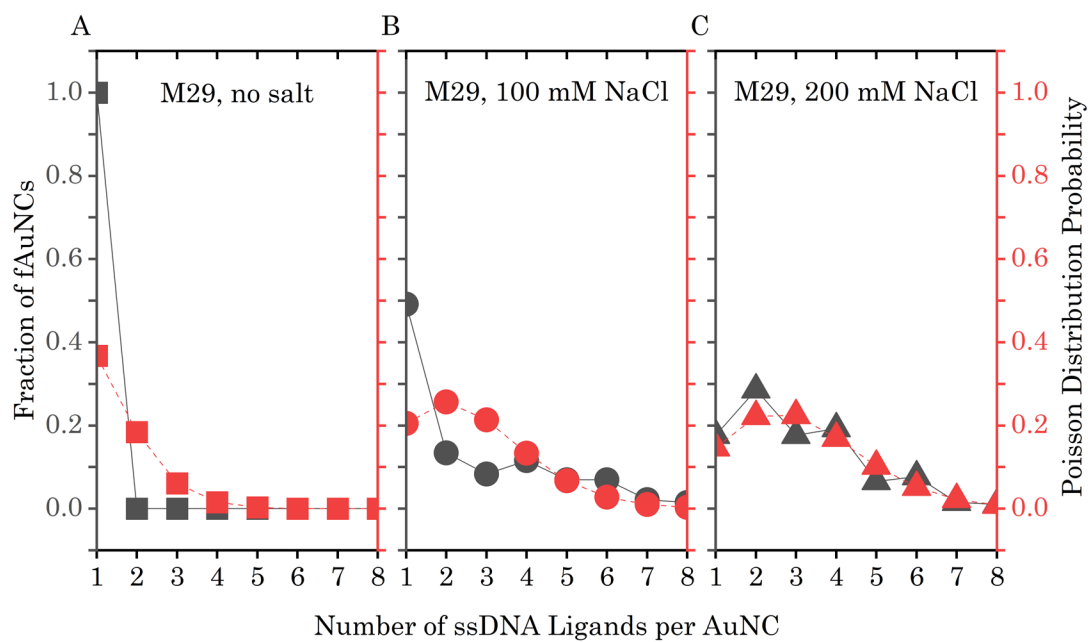 A
B
C
M29, no salt
M29, 100 mM NaCl
M29, 200 mM NaCl
Fraction of fAuNCs
1.0
0.8
0.6
0.4
0.2
0.0
1.0
0.8
0.6
0.4
0.2
0.0
Poisson Distribution Probability
1 2 3 4 5 6 7 8
1 2 3 4 5 6 7 8
1 2 3 4 5 6 7 8
Number of ssDNA Ligands per AuNC